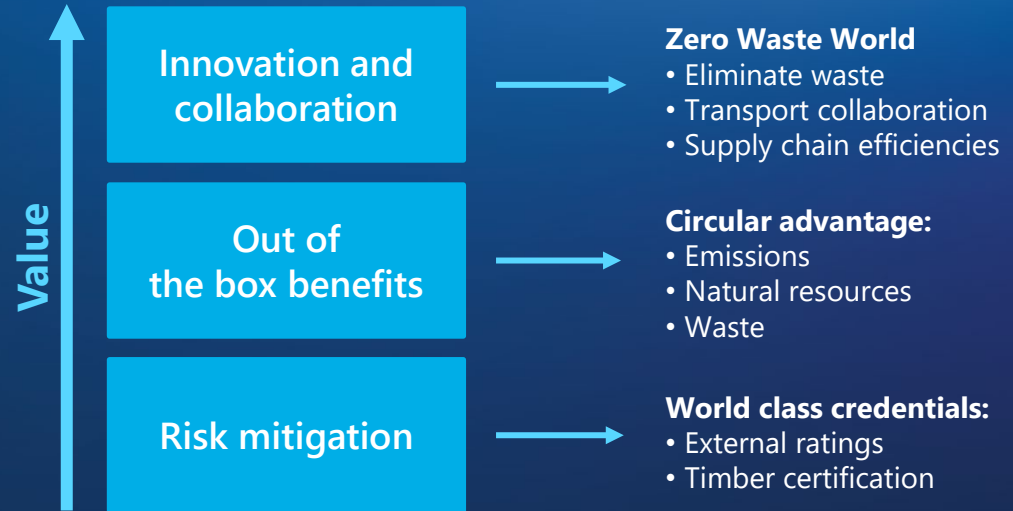 Value
Innovation and
collaboration
Zero Waste World
• Eliminate waste
• Transport collaboration
• Supply chain efficiencies
Out of
the box benefits
Circular advantage:
• Emissions
• Natural resources
• Waste
Risk mitigation
World class credentials:
• External ratings
• Timber certification